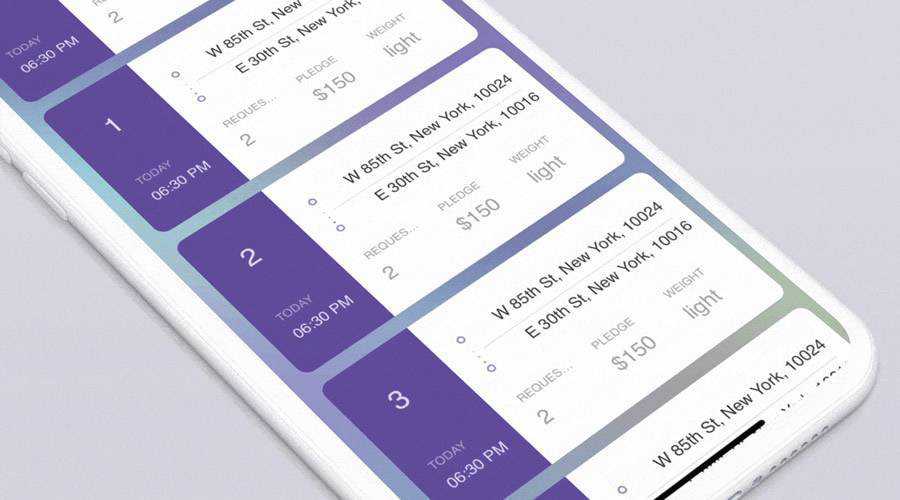 W 85th St, New York
E 30th St, New York,
TODAY
06:30 PM
2
1
TODAY
06:30 PM
REQUES...
2
PLEDGE
$150
WEIGHT
light
W 85th St, New York, 10024
E 30th St, New York, 10016
2
TODAY
06:30 PM
REQUES...
2
PLEDGE
$150
WEIGHT
light
W 85th St, New York, 10024
E 30th St, New York, 10016
3
TODAY
06:30 PM
REQUES...
2
PLEDGE
$150
WEIGHT
light
W 85th St, New York, 10024